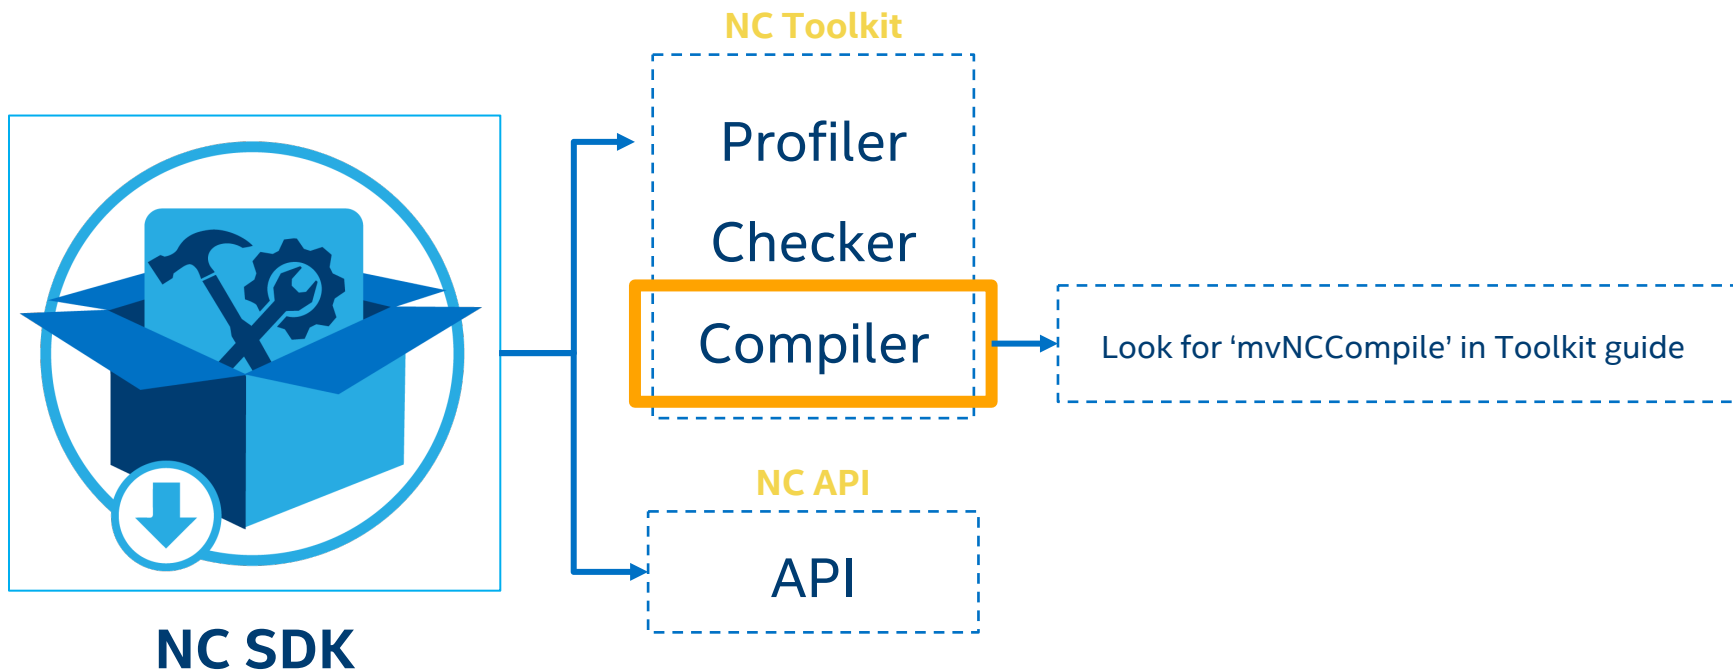 NC Toolkit
Profiler
Checker
Compiler
Look for ‘mvNCCompile’ in Toolkit guide
NC API
API
NC SDK